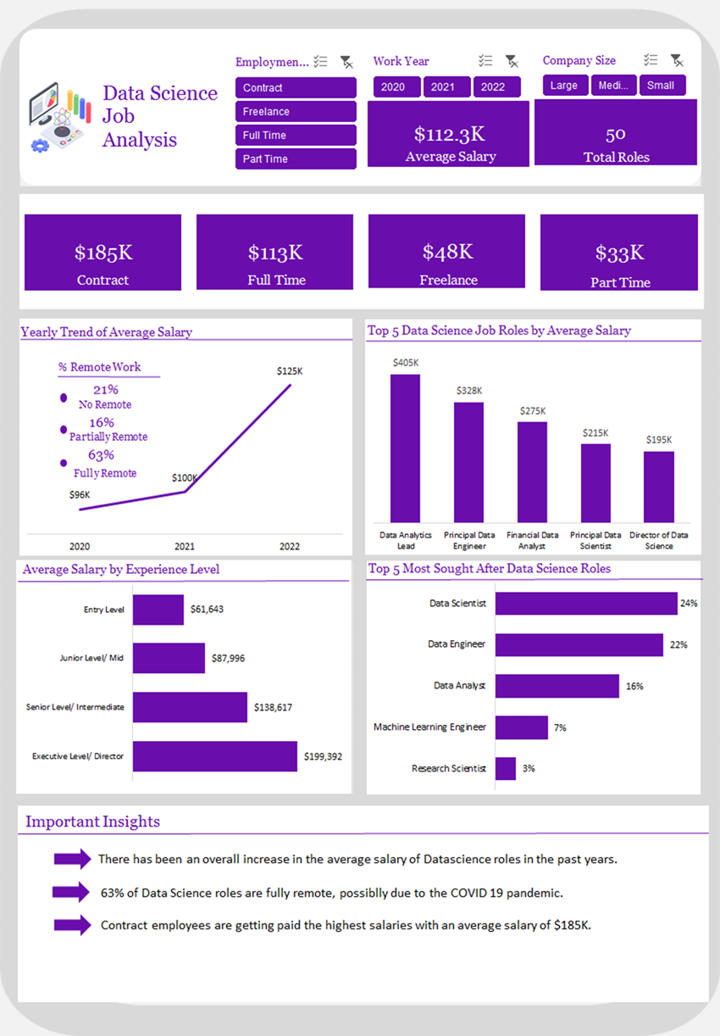 Data Science
Job
Analysis
Employmen...
Contract
Freelance
Full Time
Part Time
Work Year
2020 2021 2022
Company Size
Large Medi... Small
$112.3K
Average Salary
50
Total Roles
$185K
Contract
$113K
Full Time
$48K
Freelance
$33K
Part Time
Yearly Trend of Average Salary
% Remote Work
21%
No Remote
16%
Partially Remote
63%
Fully Remote
$96K
$100K
$125K
2020 2021 2022
Top 5 Data Science Job Roles by Average Salary
$405K
$328K
$275K
$215K
$195K
Data Analytics
Lead
Principal Data
Engineer
Financial Data
Analyst
Principal Data
Scientist
Director of Data
Science
Average Salary by Experience Level
Entry Level $61,643
Junior Level/ Mid $87,996
Senior Level/ Intermediate $138,617
Executive Level/ Director $199,392
Top 5 Most Sought After Data Science Roles
Data Scientist 24%
Data Engineer 22%
Data Analyst 16%
Machine Learning Engineer 7%
Research Scientist 3%
Important Insights
There has been an overall increase in the average salary of Datascience roles in the past years.
63% of Data Science roles are fully remote, possiblly due to the COVID 19 pandemic.
Contract employees are getting paid the highest salaries with an average salary of $185K.